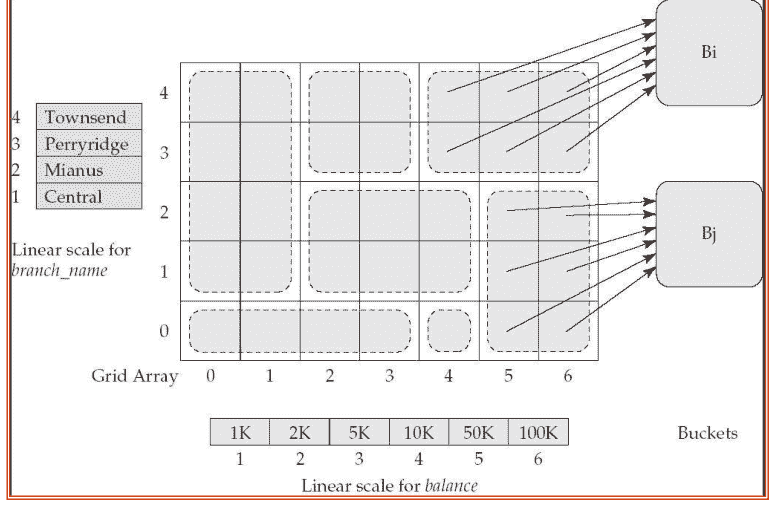 Bi
4
4 Townsend
3 Perryridge
3
2 Mianus
1 Central
2
Bj
Linear scale for
branch_name
1
0
Grid Array 0 1 2 3 4 5 6
1K 2K 5K 10K 50K 100K
Buckets
1 2 3 4 5 6
Linear scale for balance